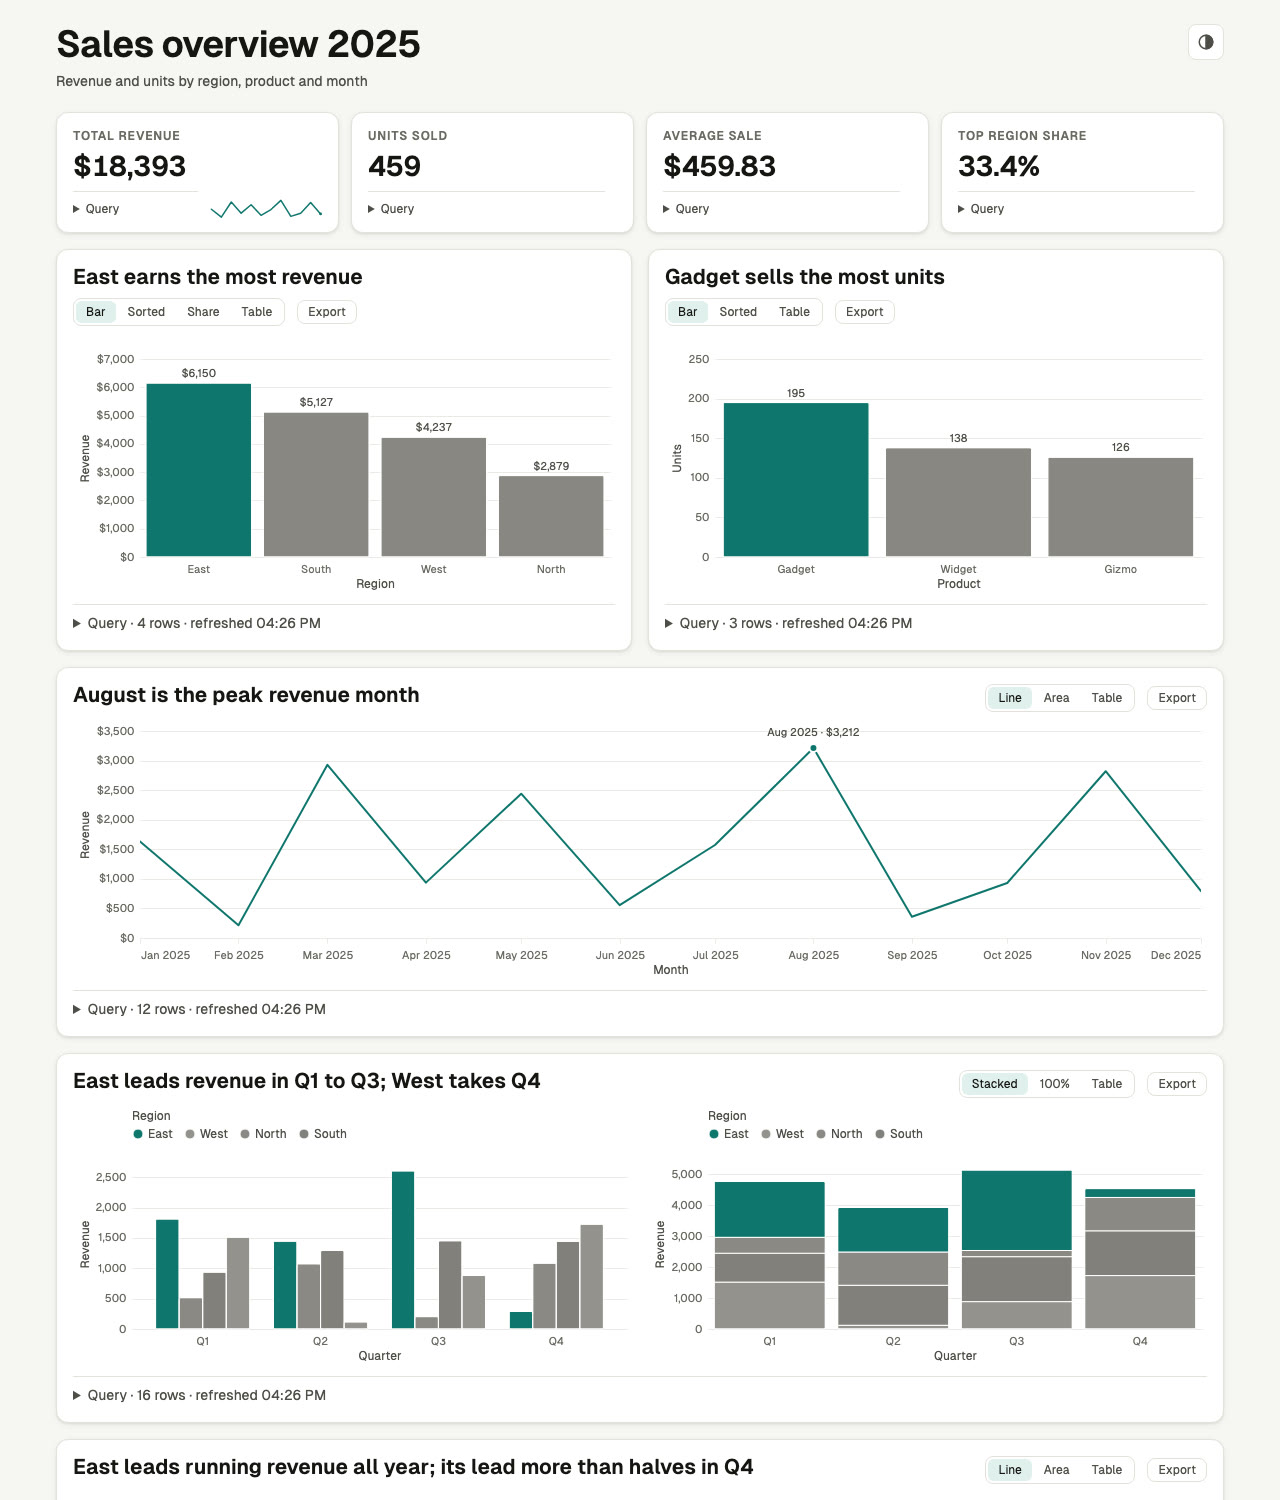 Sales overview 2025
Revenue and units by region, product and month
TOTAL REVENUE
$18,393
Query
UNITS SOLD
459
Query
AVERAGE SALE
$459.83
Query
TOP REGION SHARE
33.4%
Query
East earns the most revenue
Bar Sorted Share Table Export
$7,000
$6,000
$5,000
$4,000
$3,000
$2,000
$1,000
$0
Revenue
$6,150
$5,127
$4,237
$2,879
East South West North
Region
Query · 4 rows · refreshed 04:26 PM
Gadget sells the most units
Bar Sorted Table Export
250
200
150
100
50
0
Units
195
138
126
Gadget Widget Gizmo
Product
Query · 3 rows · refreshed 04:26 PM
August is the peak revenue month
Line Area Table Export
$3,500
$3,000
$2,500
$2,000
$1,500
$1,000
$500
$0
Revenue
Aug 2025 · $3,212
Jan 2025 Feb 2025 Mar 2025 Apr 2025 May 2025 Jun 2025 Jul 2025 Aug 2025 Sep 2025 Oct 2025 Nov 2025 Dec 2025
Month
Query · 12 rows · refreshed 04:26 PM
East leads revenue in Q1 to Q3; West takes Q4
Stacked 100% Table Export
Region
East West North South
2,500
2,000
1,500
1,000
500
0
Revenue
Q1 Q2 Q3 Q4
Quarter
Region
East West North South
5,000
4,000
3,000
2,000
1,000
0
Revenue
Q1 Q2 Q3 Q4
Quarter
Query · 16 rows · refreshed 04:26 PM
East leads running revenue all year; its lead more than halves in Q4
Line Area Table Export